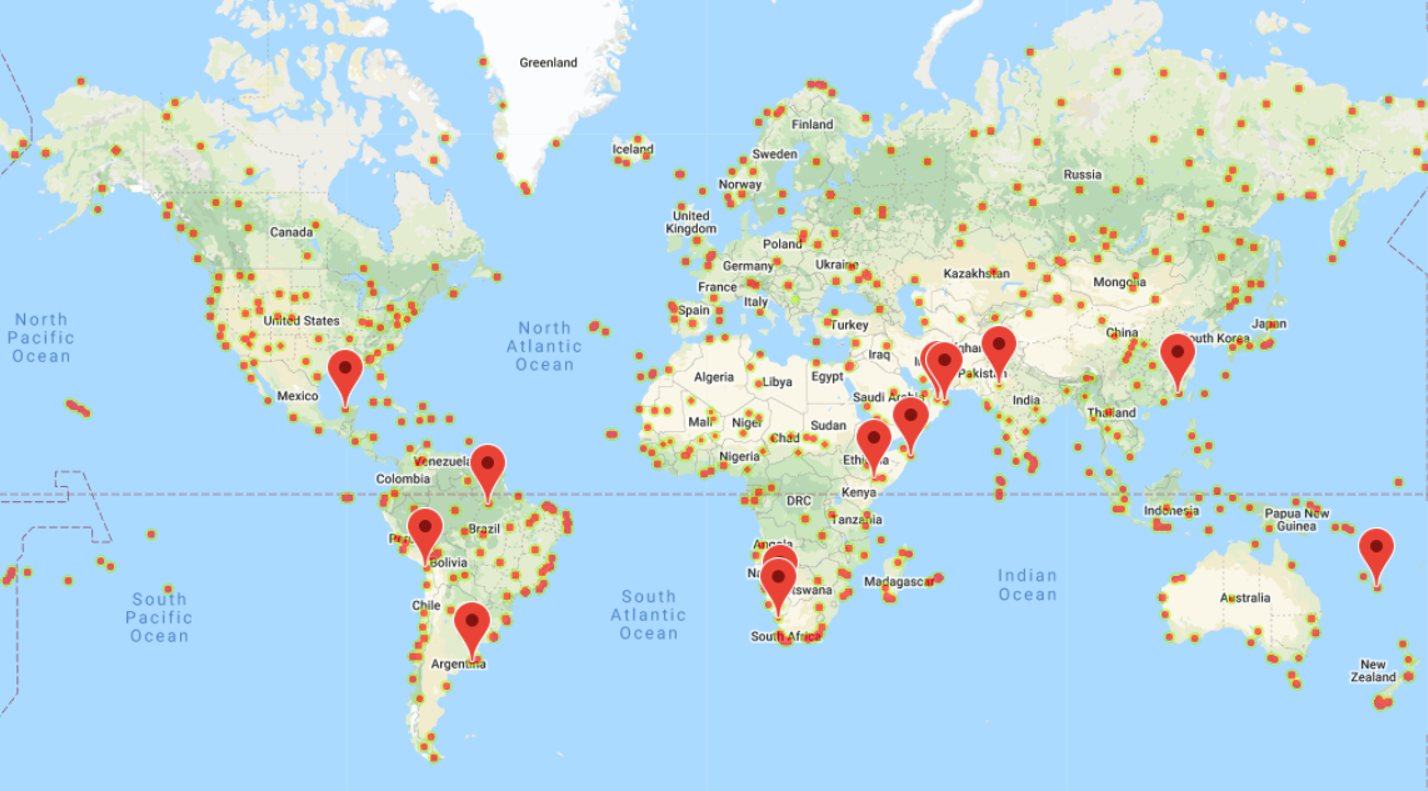 Greenland
Iceland
Finland
Sweden
Norway
Russia
United
Kingdom
Canada
Poland
Germany
Ukraine
Kazakhstan
Mongolia
France
Italy
Spain
Turkey
North
Pacific
Ocean
United States
North
Atlantic
Ocean
China
South Korea
Japan
Iraq
Pakistan
Algeria
Libya
Egypt
Saudi Arabia
India
Mexico
Mali
Niger
Chad
Sudan
Thailand
Nigeria
Ethiopia
Venezuela
Colombia
DRC
Kenya
Tanzania
Indonesia
Papua New
Guinea
Brazil
Angola
Bolivia
Madagascar
Indian
Ocean
South
Pacific
Ocean
Chile
South
Atlantic
Ocean
Australia
South Africa
Argentina
New
Zealand